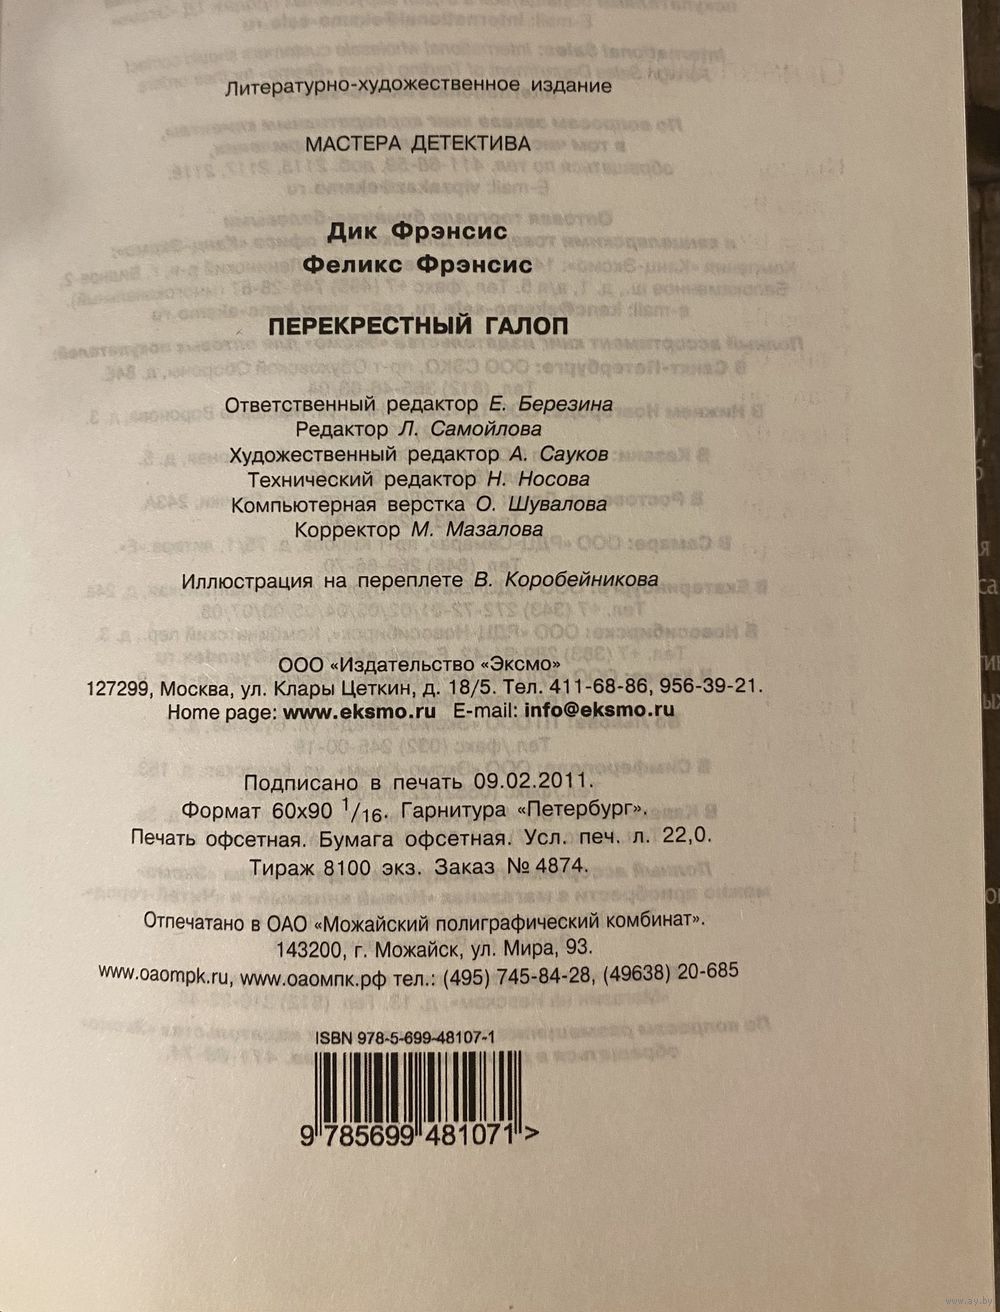 Литературно-художественное издание
МАСТЕРА ДЕТЕКТИВА
Дик Фрэнсис
Феликс Фрэнсис
ПЕРЕКРЕСТНЫЙ ГАЛОП
Ответственный редактор Е. Березина
Редактор Л. Самойлова
Художественный редактор А. Сауков
Технический редактор Н. Носова
Компьютерная верстка О. Шувалова
Корректор М. Мазалова
Иллюстрация на переплете В. Коробейникова
ООО «Издательство «Эксмо»
127299, Москва, ул. Клары Цеткин, д. 18/5. Тел. 411-68-86, 956-39-21.
Home page: www.eksmo.ru E-mail: info@eksmo.ru
Подписано в печать 09.02.2011.
Формат 60x90 1/16. Гарнитура «Петербург».
Печать офсетная. Бумага офсетная. Усл. печ. л. 22,0.
Тираж 8100 экз. Заказ № 4874.
Отпечатано в ОАО «Можайский полиграфический комбинат».
143200, г. Можайск, ул. Мира, 93.
www.oaompk.ru, www.оаомпк.рф тел.: (495) 745-84-28, (49638) 20-685
ISBN 978-5-699-48107-1
9 785699 481071 >
www.ay.by